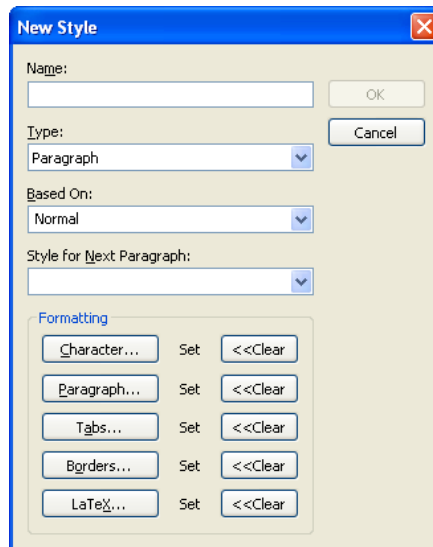 New Style
Name:
OK
Type:
Cancel
Paragraph
Based On:
Normal
Style for Next Paragraph:
Formatting
Character... Set <<Clear
Paragraph... Set <<Clear
Tabs... Set <<Clear
Borders... Set <<Clear
LaTeX... Set <<Clear